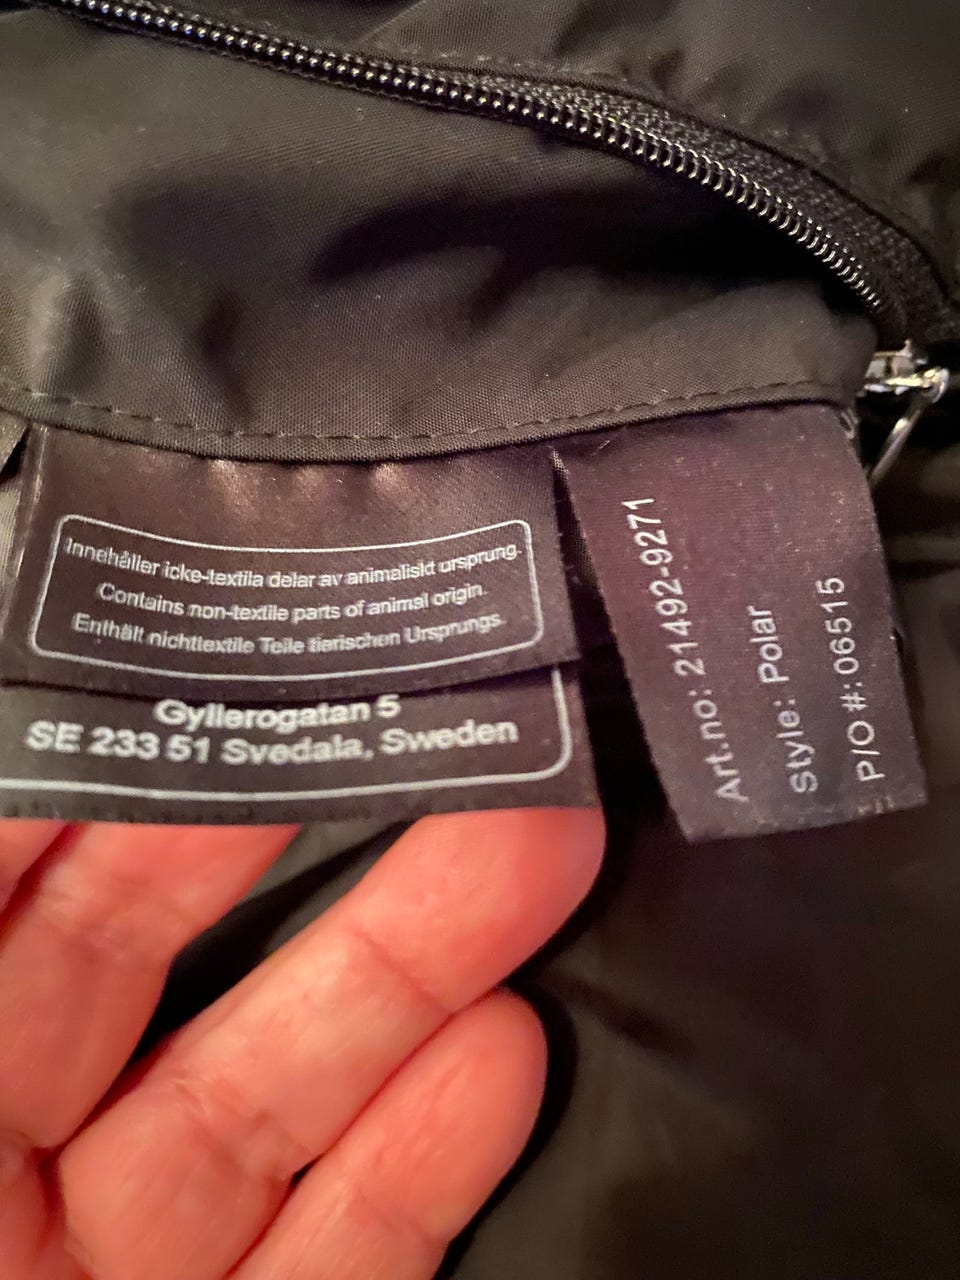 Innehåller icke-textila delar av animaliskt ursprung.
Contains non-textile parts of animal origin.
Enthält nichttextile Teile tierischen Ursprungs.
Gyllerogatan 5
SE 233 51 Svedala, Sweden
Art.no: 21492-9271
Style: Polar
P/O #:06515